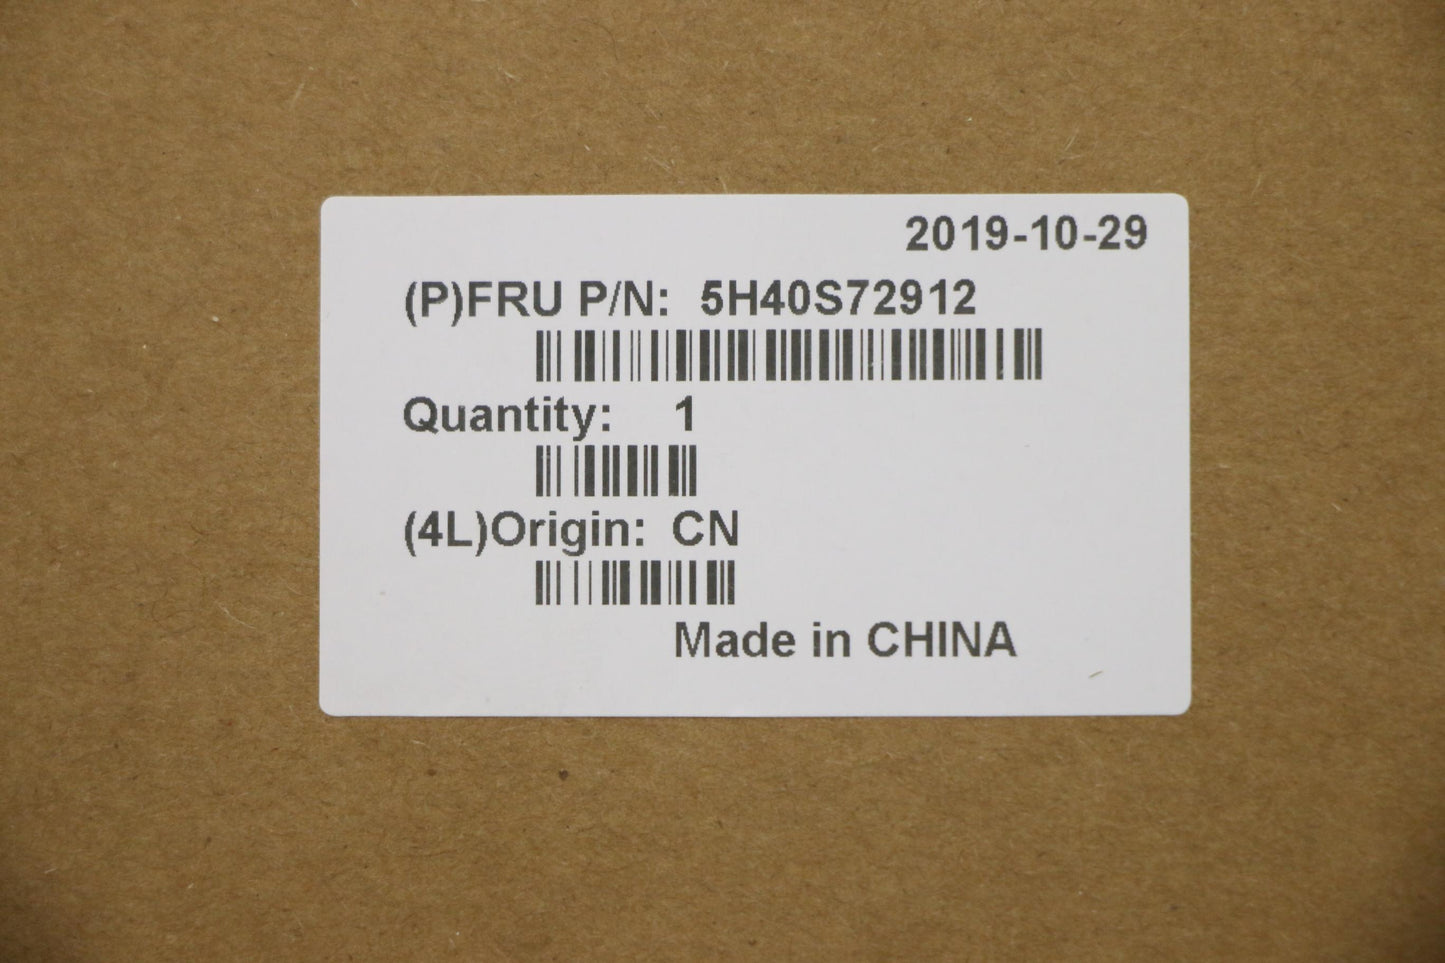 2019-10-29
(P)FRU P/N: 5H40S72912
Quantity: 1
(4L)Origin: CN
Made in CHINA